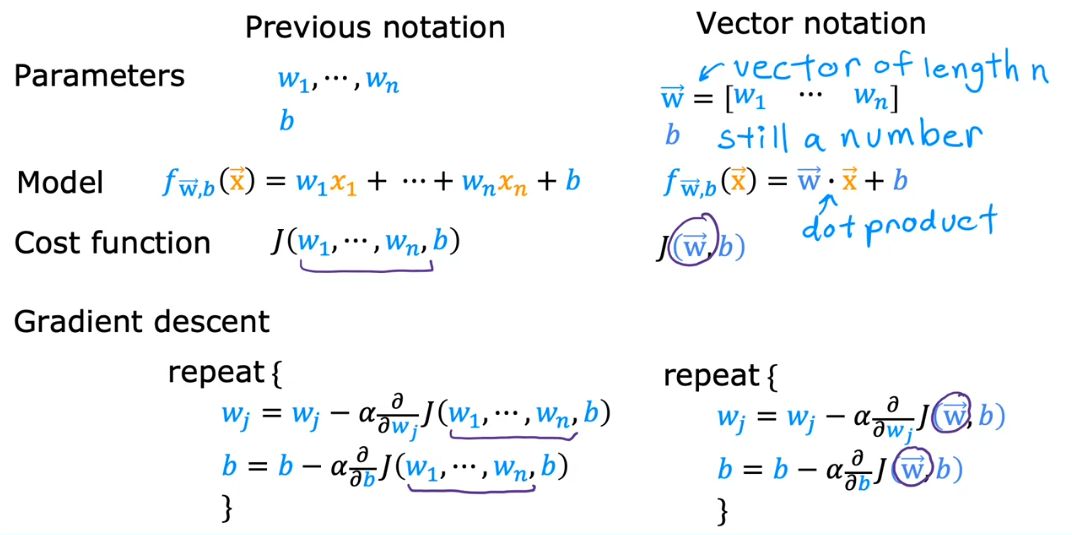 Previous notation Vector notation
Parameters w₁, ⋯, wₙ vector of length n
w⃗ = [w₁ ⋯ wₙ]
b b still a number
Model f_w⃗,b(x⃗) = w₁x₁ + ⋯ + wₙxₙ + b f_w⃗,b(x⃗) = w⃗ · x⃗ + b
dot product
Cost function J(w₁, ⋯, wₙ, b) J(w⃗, b)
Gradient descent
repeat { repeat {
wⱼ = wⱼ − α ∂/∂wⱼ J(w₁, ⋯, wₙ, b) wⱼ = wⱼ − α ∂/∂wⱼ J(w⃗, b)
b = b − α ∂/∂b J(w₁, ⋯, wₙ, b) b = b − α ∂/∂b J(w⃗, b)
} }